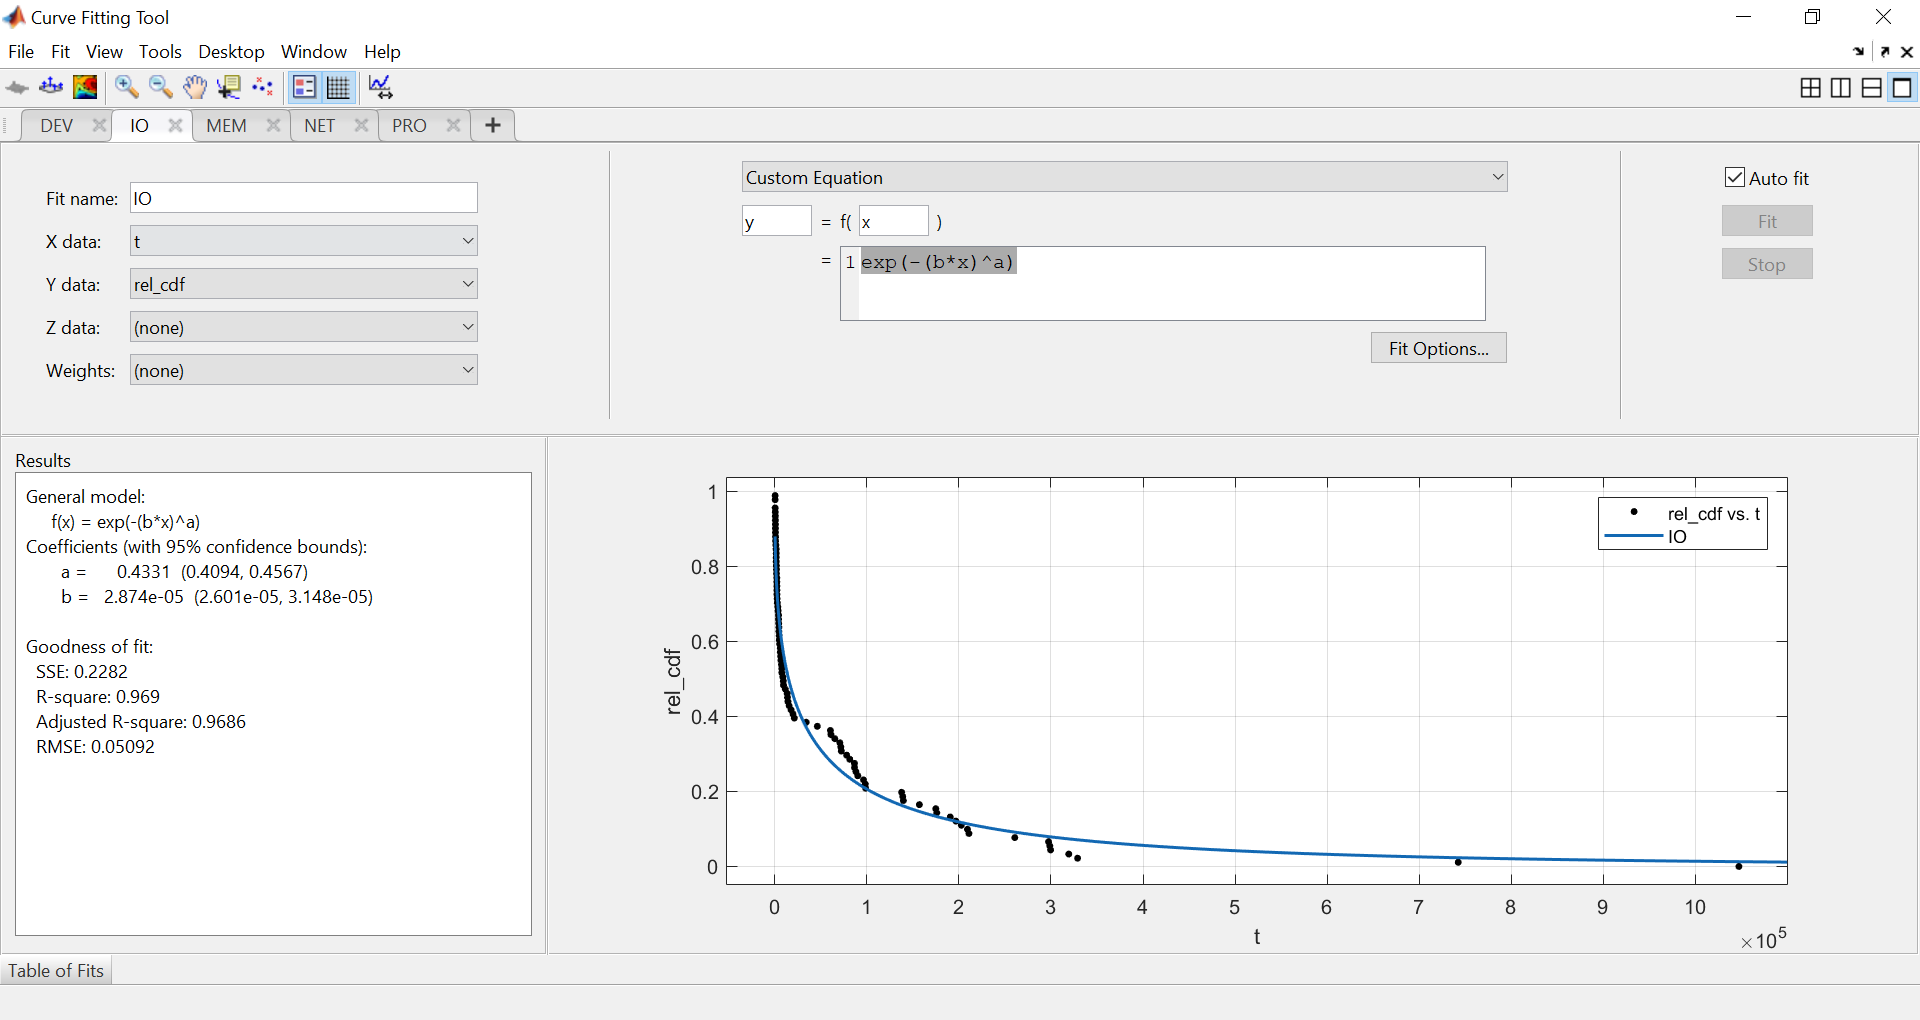 Curve Fitting Tool
File Fit View Tools Desktop Window Help
DEV IO MEM NET PRO
Fit name: IO
X data: t
Y data: rel_cdf
Z data: (none)
Weights: (none)
Custom Equation
y = f( x )
= 1 exp(-(b*x)^a)
Fit Options...
Auto fit
Fit
Stop
Results
General model:
f(x) = exp(-(b*x)^a)
Coefficients (with 95% confidence bounds):
a = 0.4331 (0.4094, 0.4567)
b = 2.874e-05 (2.601e-05, 3.148e-05)
Goodness of fit:
SSE: 0.2282
R-square: 0.969
Adjusted R-square: 0.9686
RMSE: 0.05092
rel_cdf
1
0.8
0.6
0.4
0.2
0
rel_cdf vs. t
IO
0 1 2 3 4 5 6 7 8 9 10
t
×10^5
Table of Fits